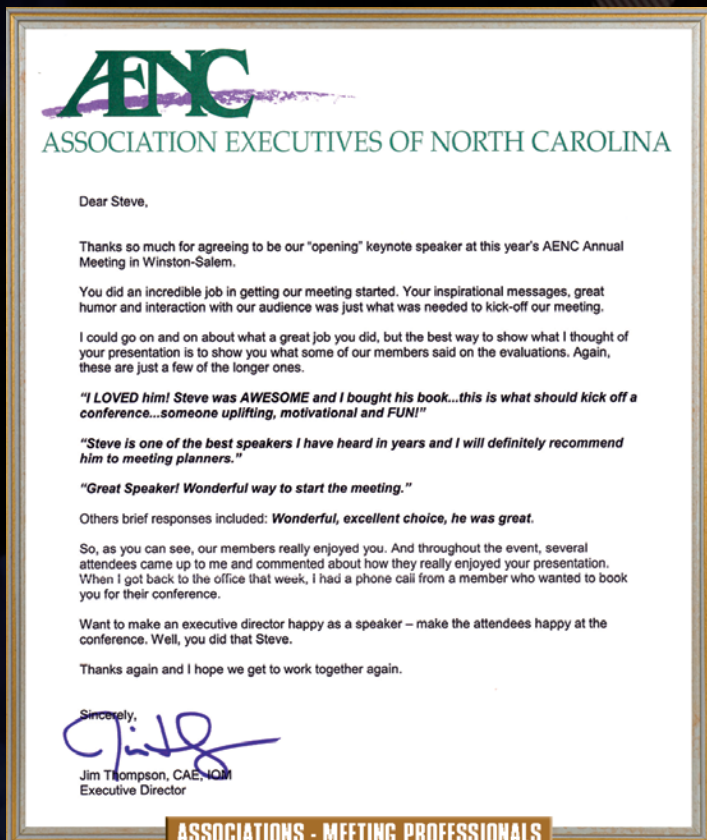 AENC
ASSOCIATION EXECUTIVES OF NORTH CAROLINA
Dear Steve,
Thanks so much for agreeing to be our "opening" keynote speaker at this year's AENC Annual
Meeting in Winston-Salem.
You did an incredible job in getting our meeting started. Your inspirational messages, great
humor and interaction with our audience was just what was needed to kick-off our meeting.
I could go on and on about what a great job you did, but the best way to show what I thought of
your presentation is to show you what some of our members said on the evaluations. Again,
these are just a few of the longer ones.
"I LOVED him! Steve was AWESOME and I bought his book...this is what should kick off a
conference...someone uplifting, motivational and FUN!"
"Steve is one of the best speakers I have heard in years and I will definitely recommend
him to meeting planners."
"Great Speaker! Wonderful way to start the meeting."
Others brief responses included: Wonderful, excellent choice, he was great.
So, as you can see, our members really enjoyed you. And throughout the event, several
attendees came up to me and commented about how they really enjoyed your presentation.
When I got back to the office that week, I had a phone call from a member who wanted to book
you for their conference.
Want to make an executive director happy as a speaker – make the attendees happy at the
conference. Well, you did that Steve.
Thanks again and I hope we get to work together again.
Sincerely,
Jim Thompson, CAE, IOM
Executive Director
ASSOCIATIONS - MEETING PROFESSIONALS